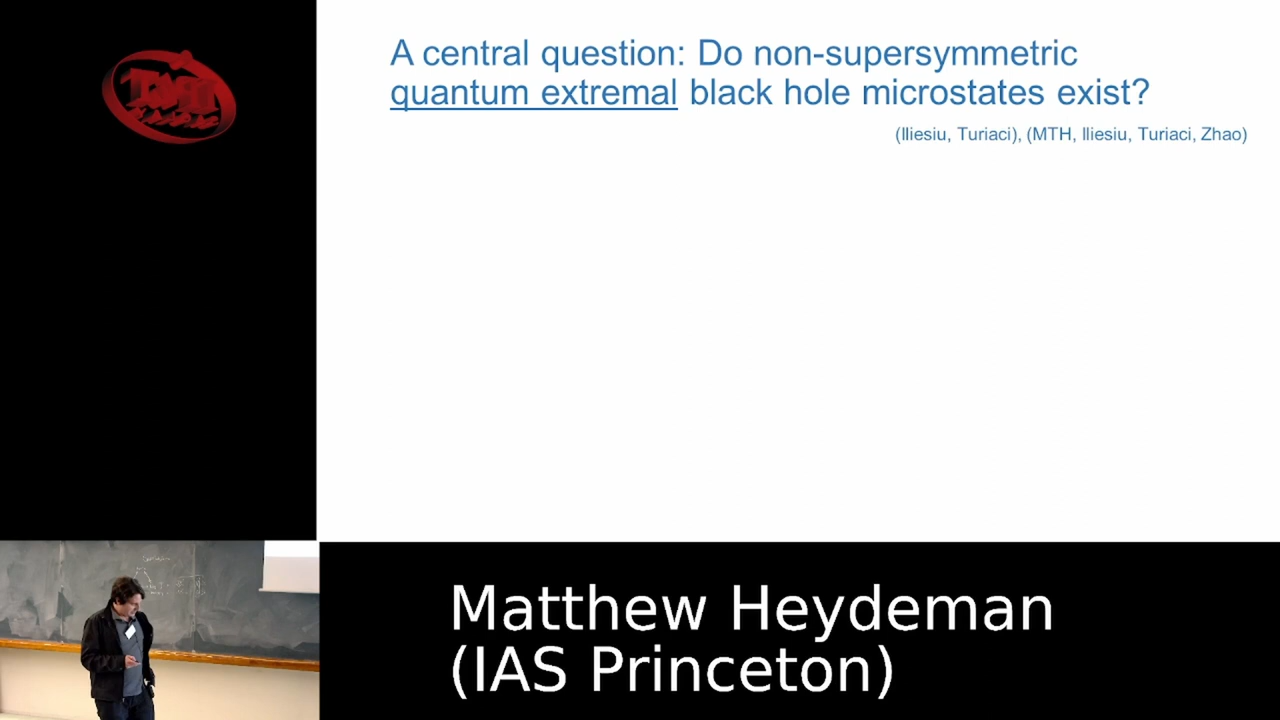 A central question: Do non-supersymmetric
quantum extremal black hole microstates exist?
(Iliesiu, Turiaci), (MTH, Iliesiu, Turiaci, Zhao)
Matthew Heydeman
(IAS Princeton)